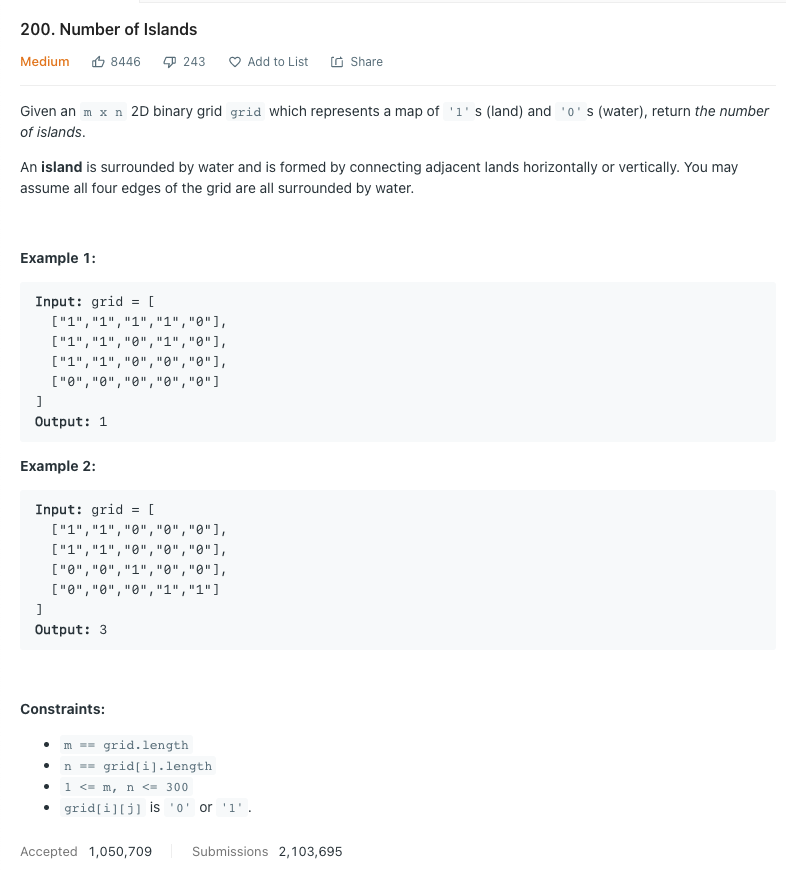 200. Number of Islands
Medium 8446 243 Add to List Share
Given an m x n 2D binary grid grid which represents a map of '1' s (land) and '0' s (water), return the number
of islands.
An island is surrounded by water and is formed by connecting adjacent lands horizontally or vertically. You may
assume all four edges of the grid are all surrounded by water.
Example 1:
Input: grid = [
["1","1","1","1","0"],
["1","1","0","1","0"],
["1","1","0","0","0"],
["0","0","0","0","0"]
]
Output: 1
Example 2:
Input: grid = [
["1","1","0","0","0"],
["1","1","0","0","0"],
["0","0","1","0","0"],
["0","0","0","1","1"]
]
Output: 3
Constraints:
m == grid.length
n == grid[i].length
1 <= m, n <= 300
grid[i][j] is '0' or '1'.
Accepted 1,050,709 Submissions 2,103,695